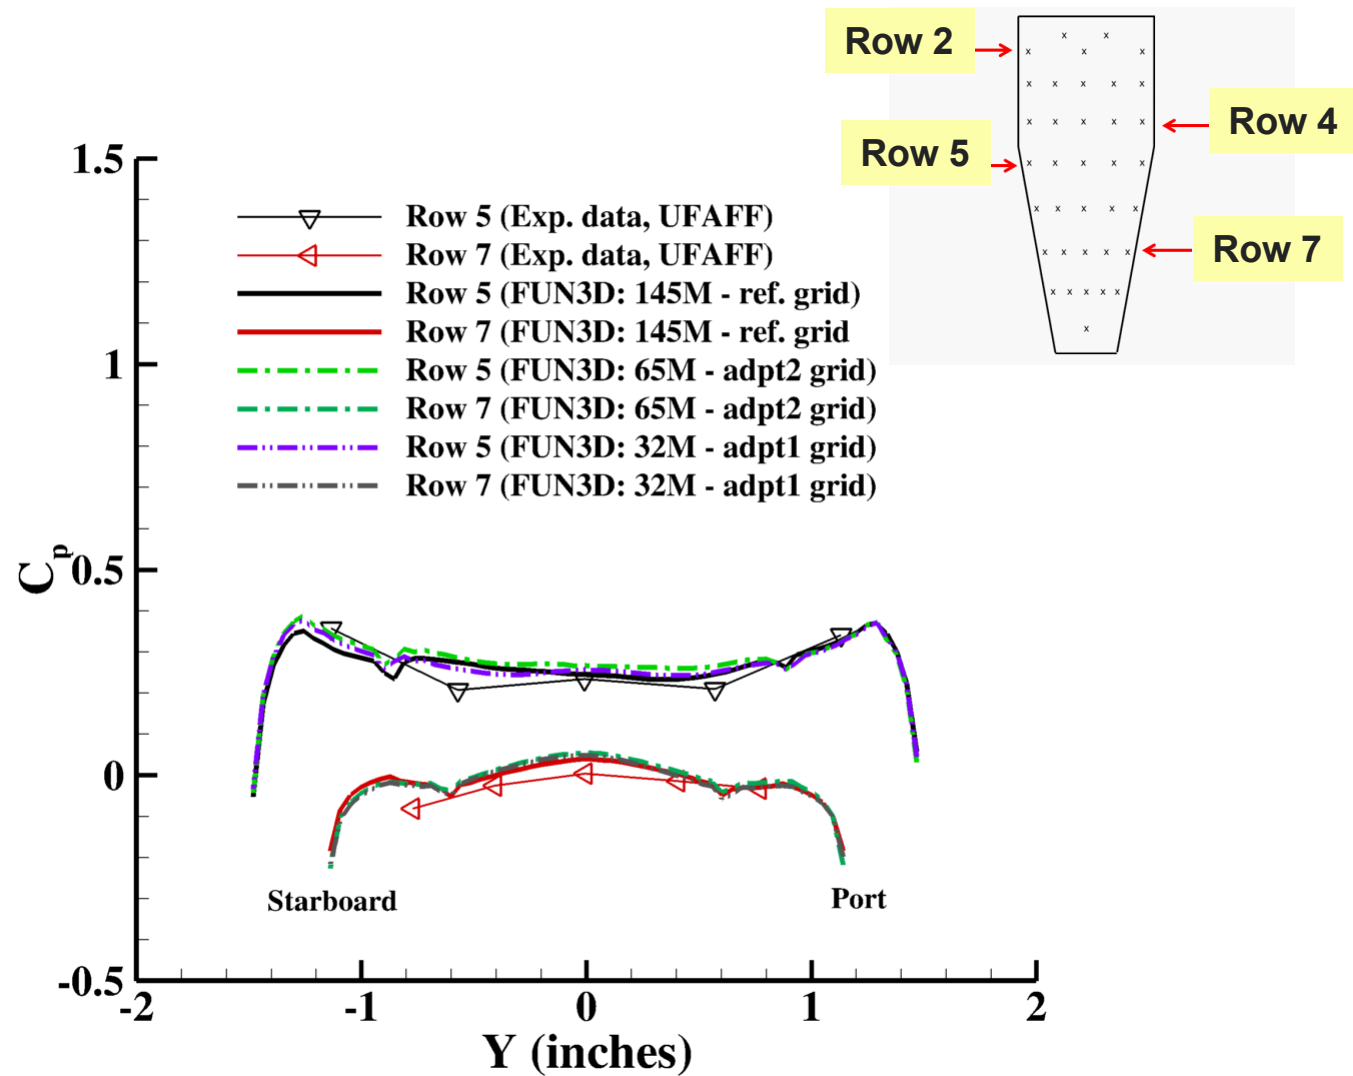 Row 2
Row 4
Row 5
Row 7
1.5
1
0.5
0
-0.5
Cp
Row 5 (Exp. data, UFAFF)
Row 7 (Exp. data, UFAFF)
Row 5 (FUN3D: 145M - ref. grid)
Row 7 (FUN3D: 145M - ref. grid
Row 5 (FUN3D: 65M - adpt2 grid)
Row 7 (FUN3D: 65M - adpt2 grid)
Row 5 (FUN3D: 32M - adpt1 grid)
Row 7 (FUN3D: 32M - adpt1 grid)
Starboard
Port
-2 -1 0 1 2
Y (inches)